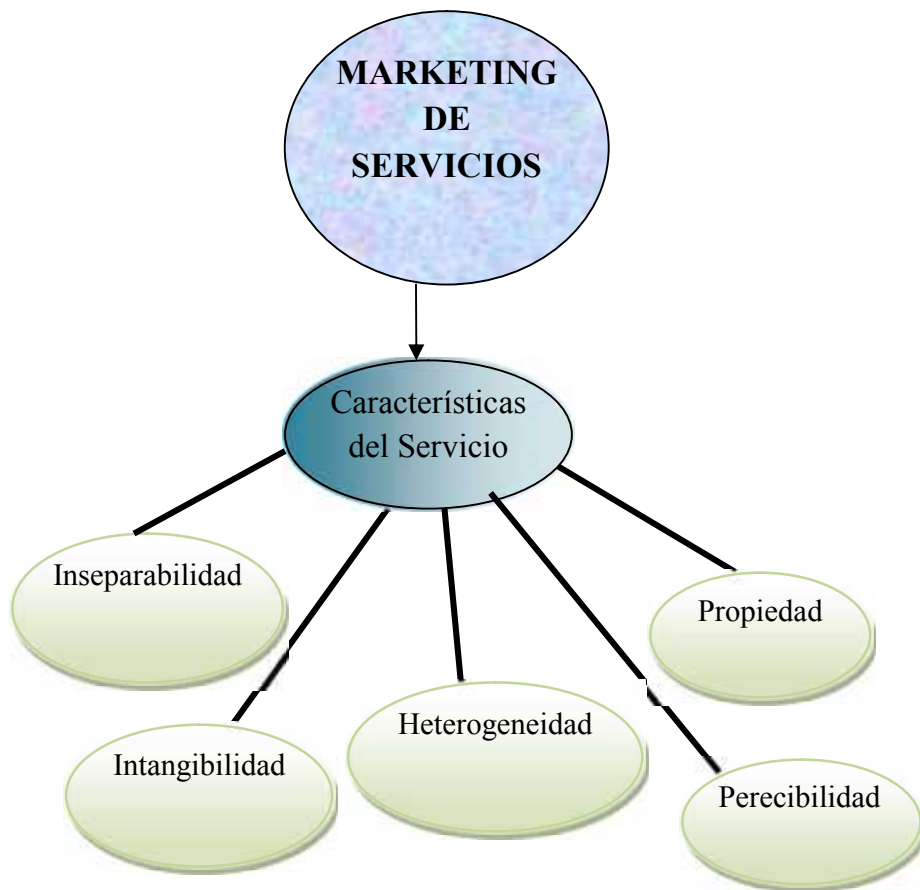 MARKETING
DE
SERVICIOS
Características
del Servicio
Inseparabilidad
Propiedad
Heterogeneidad
Intangibilidad
Perecibilidad